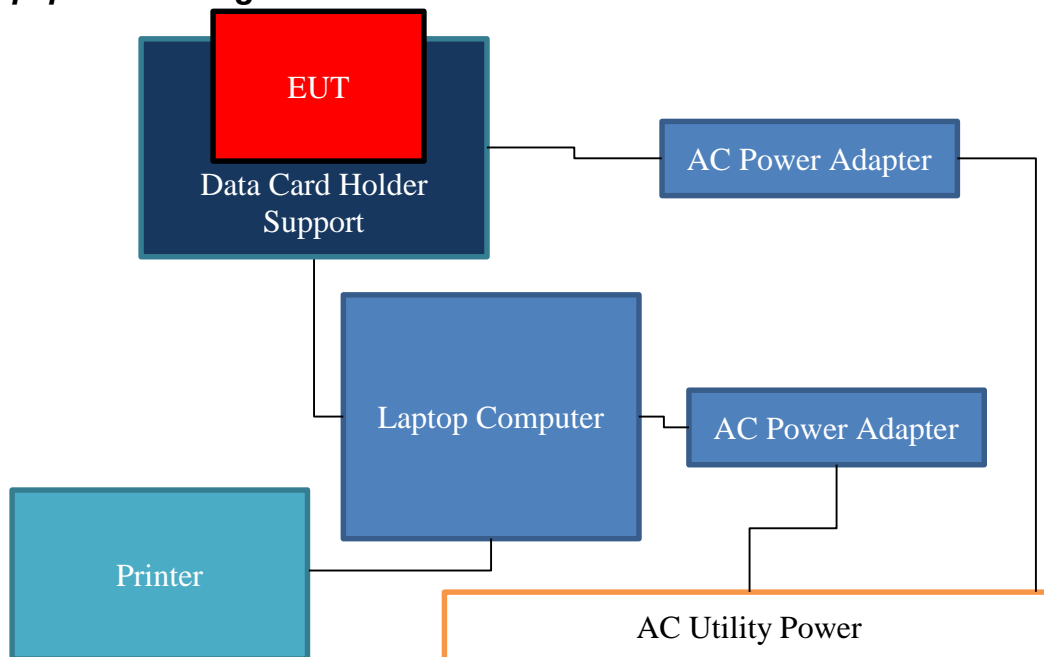 EUT
Data Card Holder
Support
AC Power Adapter
Laptop Computer
AC Power Adapter
Printer
AC Utility Power